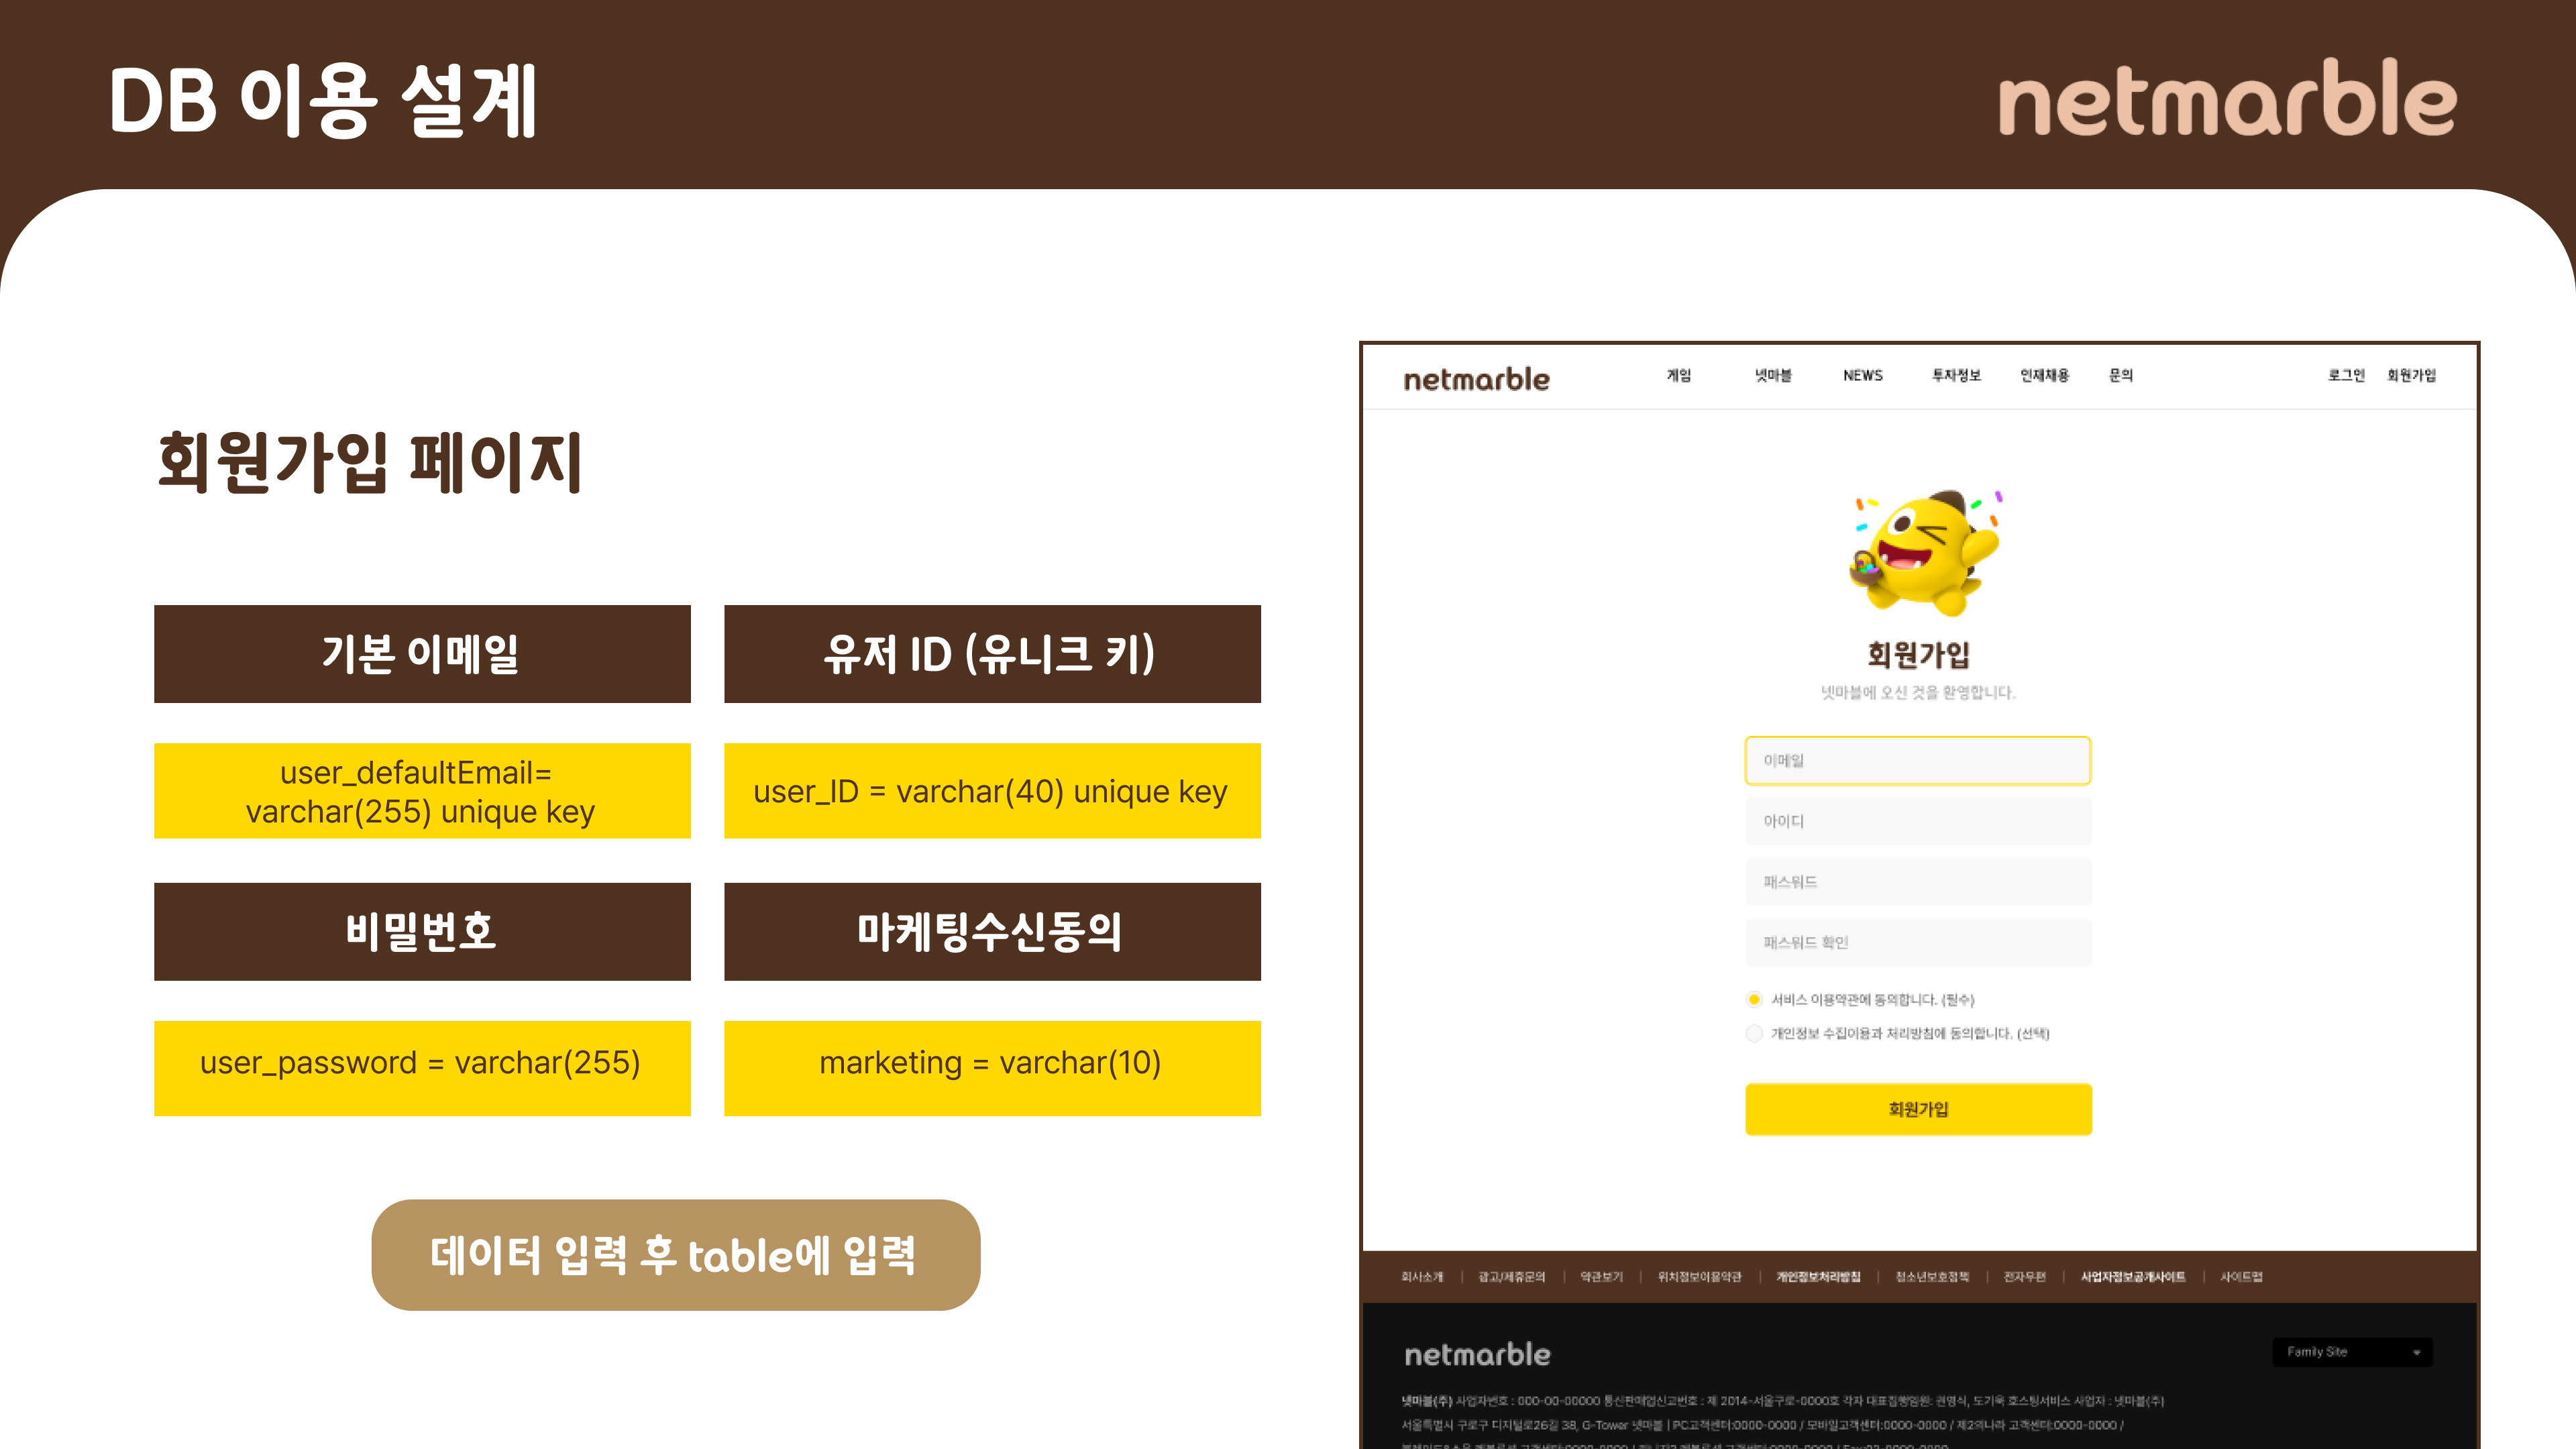 DB 이용 설계
netmarble
회원가입 페이지
기본 이메일
유저 ID (유니크 키)
user_defaultEmail=
varchar(255) unique key
user_ID = varchar(40) unique key
비밀번호
마케팅수신동의
user_password = varchar(255)
marketing = varchar(10)
데이터 입력 후 table에 입력
netmarble 게임 넷마블 NEWS 투자정보 인재채용 문의 로그인 회원가입
회원가입
넷마블에 오신 것을 환영합니다.
이메일
아이디
패스워드
패스워드 확인
서비스 이용약관에 동의합니다. (필수)
개인정보 수집이용과 처리방침에 동의합니다. (선택)
회원가입
회사소개 | 광고/제휴문의 | 약관보기 | 위치정보이용약관 | 개인정보처리방침 | 청소년보호정책 | 전자우편 | 사업자정보공개사이트 | 사이트맵
netmarble
Family Site
넷마블(주) 사업자번호 : 000-00-00000 통신판매업신고번호 : 제 2014-서울구로-0000호 각자 대표집행임원: 권영식, 도기욱 호스팅서비스 사업자 : 넷마블(주)
서울특별시 구로구 디지털로26길 38, G-Tower 넷마블 | PC고객센터:0000-0000 / 모바일고객센터:0000-0000 / 제2의나라 고객센터:0000-0000 /